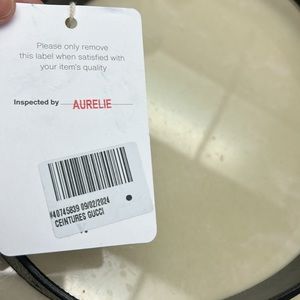 Please only remove
this label when satisfied with
your item's quality
Inspected by AURELIE
#40745839 09/02/2024
CEINTURES GUCCI